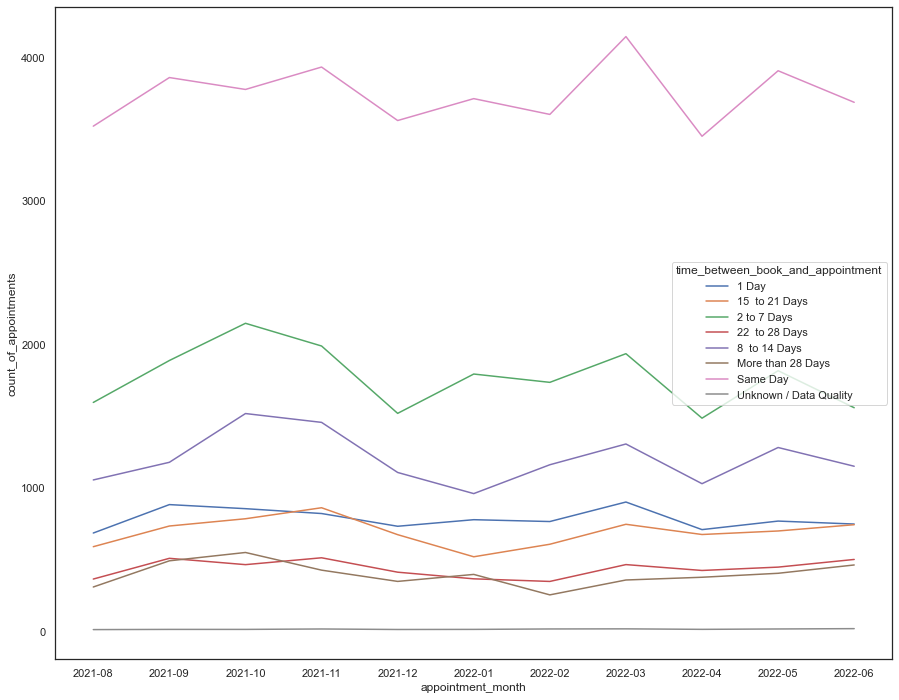 4000
3000
2000
1000
0
count_of_appointments
time_between_book_and_appointment
1 Day
15  to 21 Days
2 to 7 Days
22  to 28 Days
8  to 14 Days
More than 28 Days
Same Day
Unknown / Data Quality
2021-08 2021-09 2021-10 2021-11 2021-12 2022-01 2022-02 2022-03 2022-04 2022-05 2022-06
appointment_month